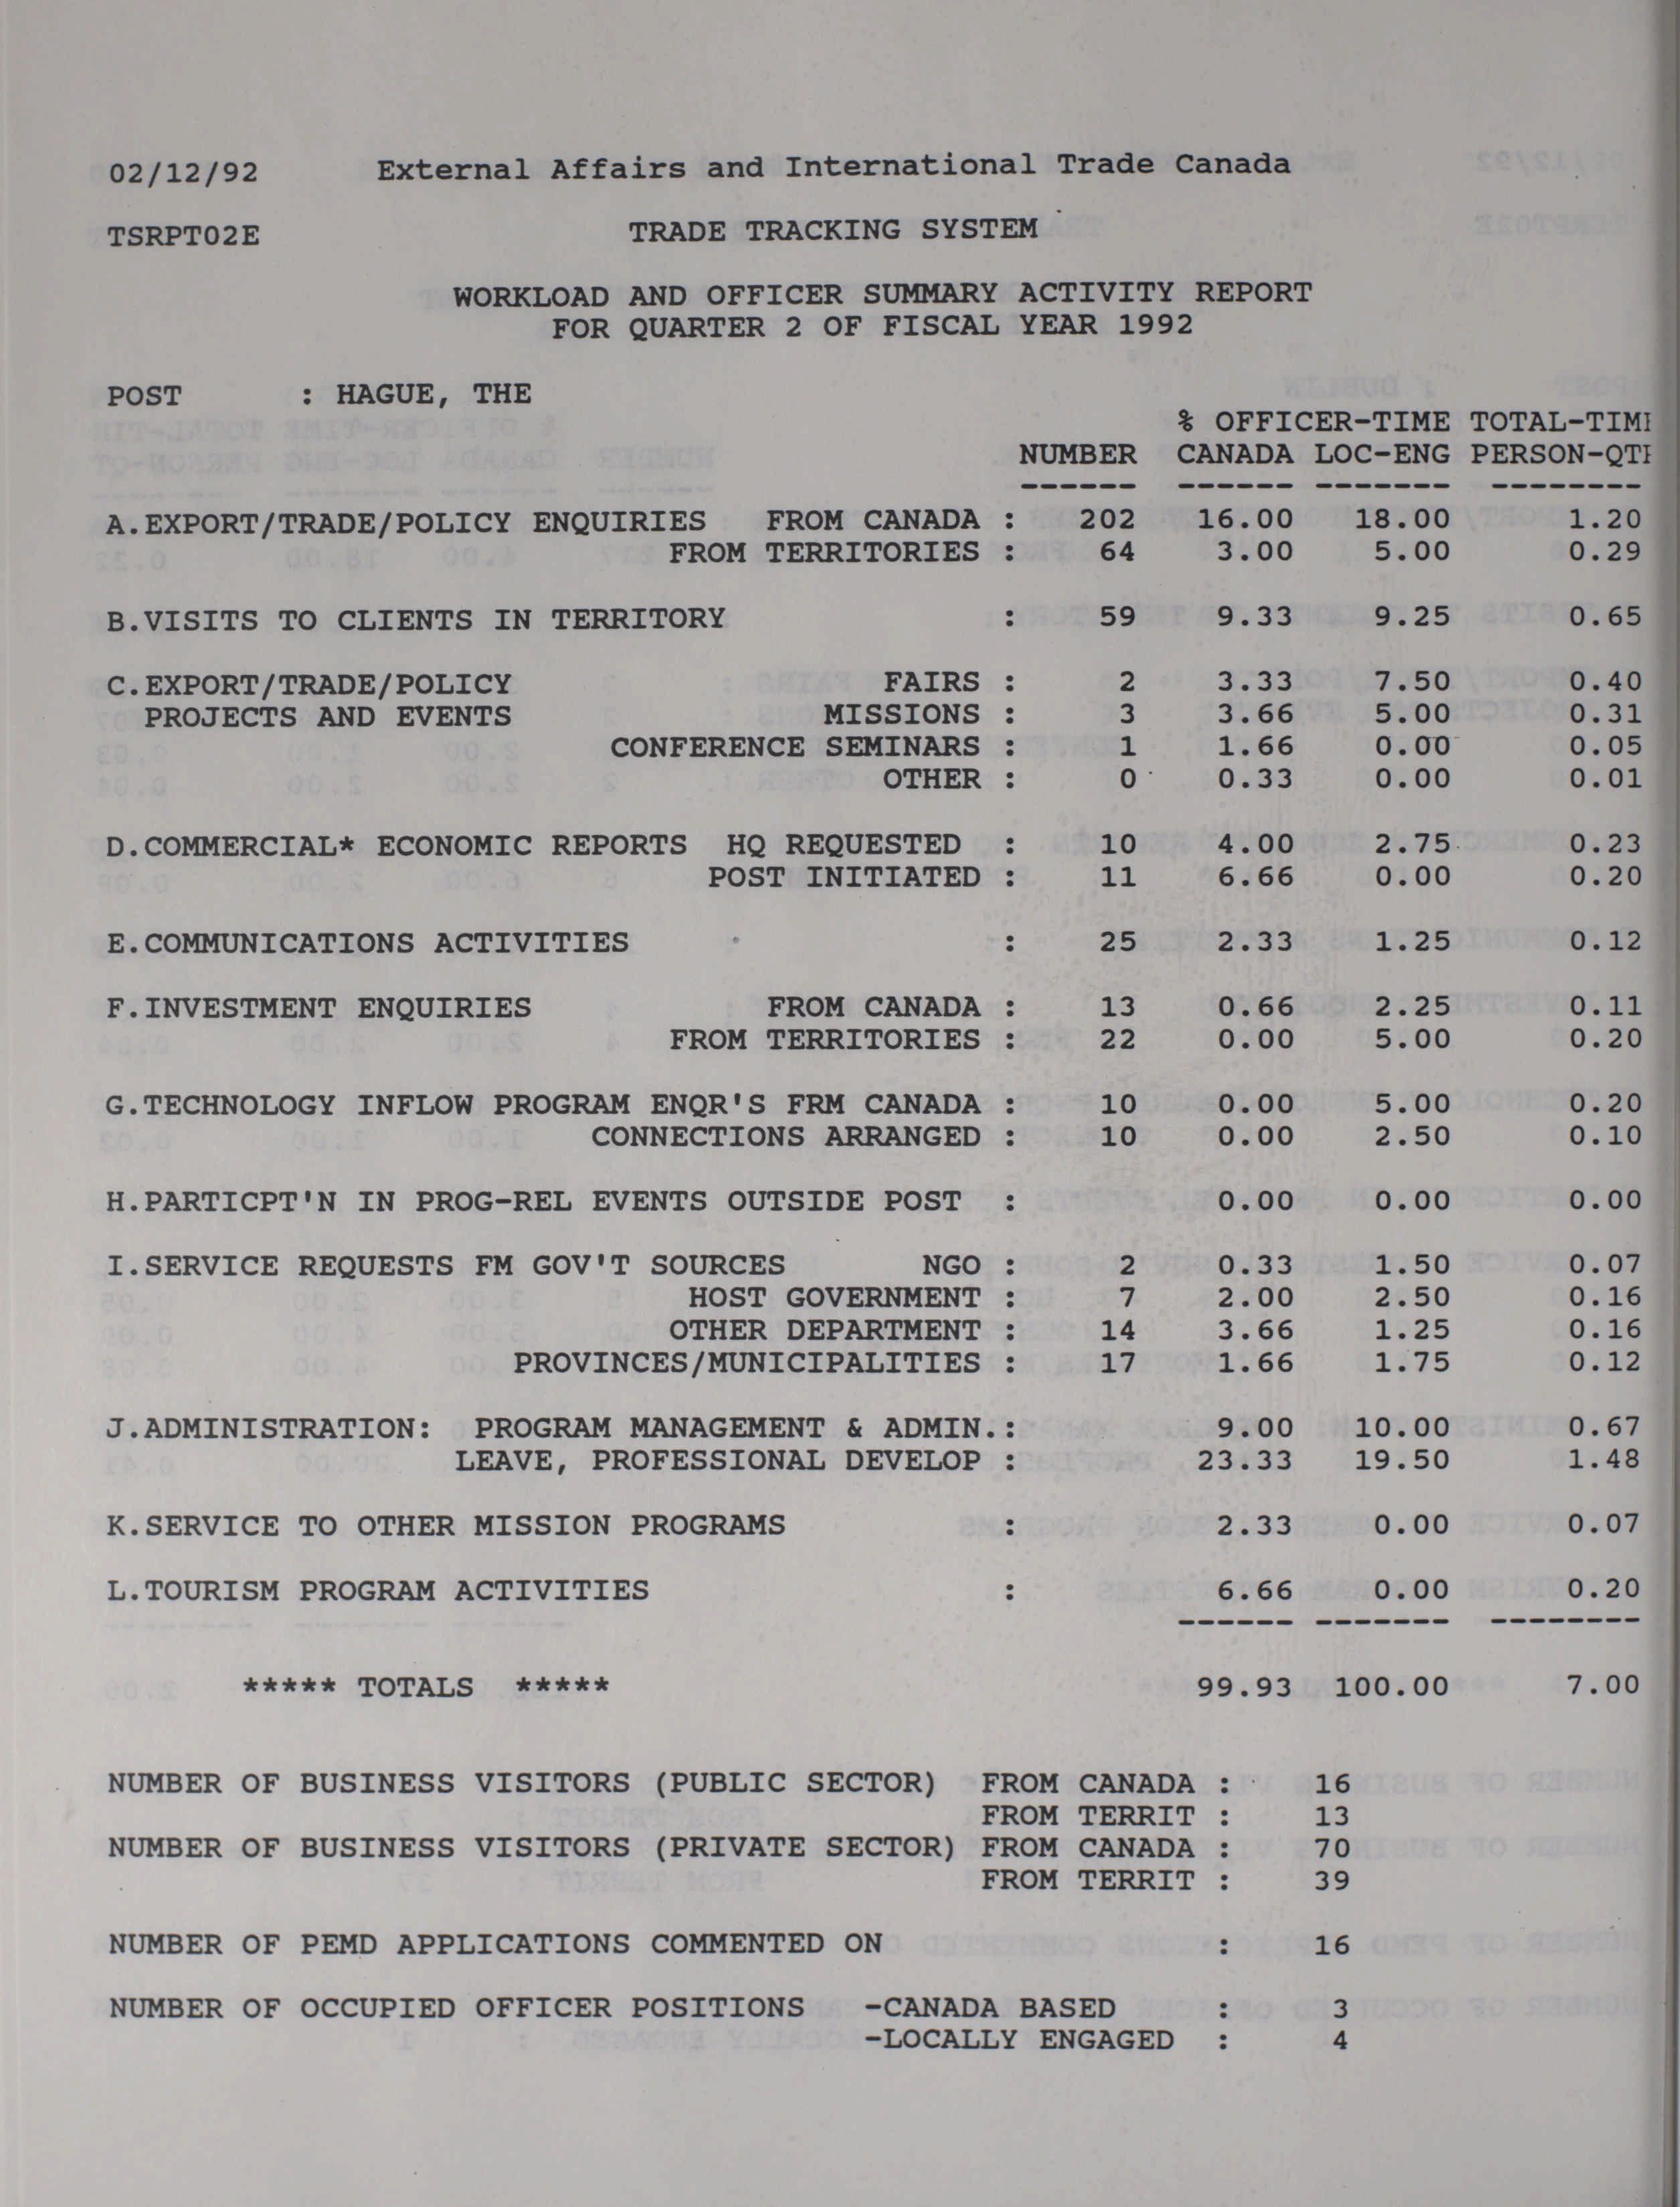 02/12/92 External Affairs and International Trade Canada
TSRPT02E TRADE TRACKING SYSTEM
WORKLOAD AND OFFICER SUMMARY ACTIVITY REPORT
FOR QUARTER 2 OF FISCAL YEAR 1992
POST : HAGUE, THE
% OFFICER-TIME TOTAL-TIM
NUMBER CANADA LOC-ENG PERSON-QT
------ ------ ------- --------
A.EXPORT/TRADE/POLICY ENQUIRIES FROM CANADA : 202 16.00 18.00 1.20
FROM TERRITORIES : 64 3.00 5.00 0.29
B.VISITS TO CLIENTS IN TERRITORY : 59 9.33 9.25 0.65
C.EXPORT/TRADE/POLICY FAIRS : 2 3.33 7.50 0.40
PROJECTS AND EVENTS MISSIONS : 3 3.66 5.00 0.31
CONFERENCE SEMINARS : 1 1.66 0.00 0.05
OTHER : 0 0.33 0.00 0.01
D.COMMERCIAL* ECONOMIC REPORTS HQ REQUESTED : 10 4.00 2.75 0.23
POST INITIATED : 11 6.66 0.00 0.20
E.COMMUNICATIONS ACTIVITIES : 25 2.33 1.25 0.12
F.INVESTMENT ENQUIRIES FROM CANADA : 13 0.66 2.25 0.11
FROM TERRITORIES : 22 0.00 5.00 0.20
G.TECHNOLOGY INFLOW PROGRAM ENQR'S FRM CANADA : 10 0.00 5.00 0.20
CONNECTIONS ARRANGED : 10 0.00 2.50 0.10
H.PARTICPT'N IN PROG-REL EVENTS OUTSIDE POST : 0.00 0.00 0.00
I.SERVICE REQUESTS FM GOV'T SOURCES NGO : 2 0.33 1.50 0.07
HOST GOVERNMENT : 7 2.00 2.50 0.16
OTHER DEPARTMENT : 14 3.66 1.25 0.16
PROVINCES/MUNICIPALITIES : 17 1.66 1.75 0.12
J.ADMINISTRATION: PROGRAM MANAGEMENT & ADMIN.: 9.00 10.00 0.67
LEAVE, PROFESSIONAL DEVELOP : 23.33 19.50 1.48
K.SERVICE TO OTHER MISSION PROGRAMS : 2.33 0.00 0.07
L.TOURISM PROGRAM ACTIVITIES : 6.66 0.00 0.20
------ ------- --------
***** TOTALS ***** 99.93 100.00 7.00
NUMBER OF BUSINESS VISITORS (PUBLIC SECTOR) FROM CANADA : 16
FROM TERRIT : 13
NUMBER OF BUSINESS VISITORS (PRIVATE SECTOR) FROM CANADA : 70
FROM TERRIT : 39
NUMBER OF PEMD APPLICATIONS COMMENTED ON : 16
NUMBER OF OCCUPIED OFFICER POSITIONS -CANADA BASED : 3
-LOCALLY ENGAGED : 4